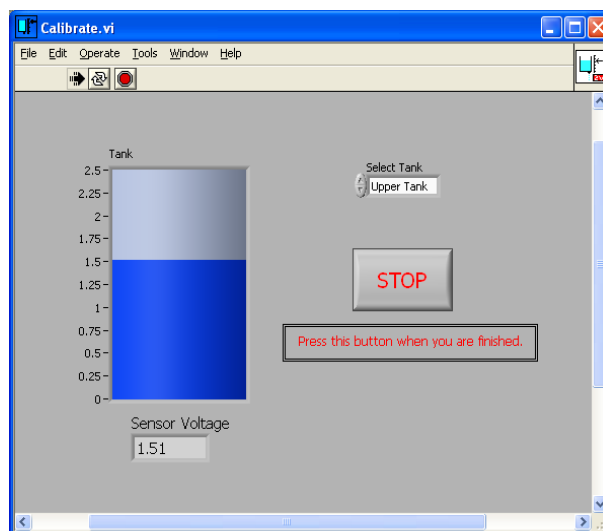 Calibrate.vi
File Edit Operate Tools Window Help
Tank
2.5
2.25
2
1.75
1.5
1.25
1
0.75
0.5
0.25
0
Select Tank
Upper Tank
STOP
Press this button when you are finished.
Sensor Voltage
1.51